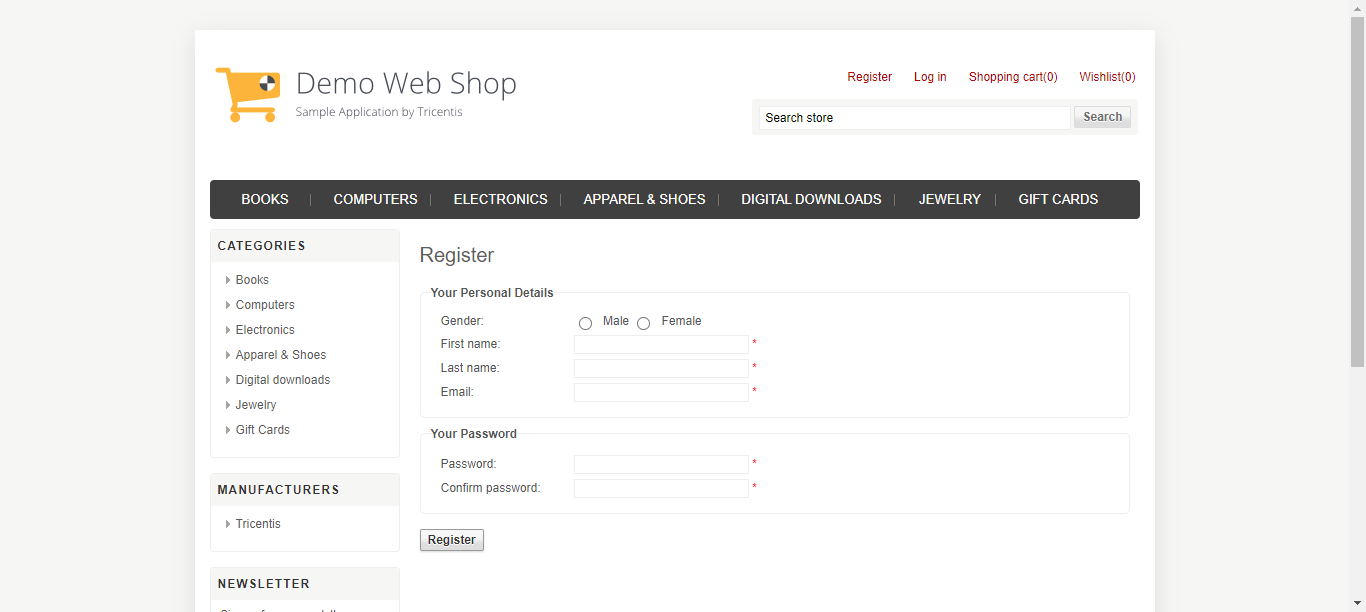 Demo Web Shop
Sample Application by Tricentis
Register Log in Shopping cart(0) Wishlist(0)
Search store Search
BOOKS COMPUTERS ELECTRONICS APPAREL & SHOES DIGITAL DOWNLOADS JEWELRY GIFT CARDS
CATEGORIES
Books
Computers
Electronics
Apparel & Shoes
Digital downloads
Jewelry
Gift Cards
MANUFACTURERS
Tricentis
NEWSLETTER
Register
Your Personal Details
Gender: Male Female
First name: *
Last name: *
Email: *
Your Password
Password: *
Confirm password: *
Register